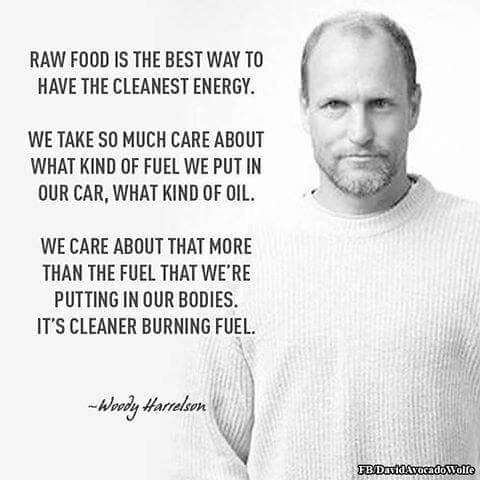 RAW FOOD IS THE BEST WAY TO
HAVE THE CLEANEST ENERGY.
WE TAKE SO MUCH CARE ABOUT
WHAT KIND OF FUEL WE PUT IN
OUR CAR, WHAT KIND OF OIL.
WE CARE ABOUT THAT MORE
THAN THE FUEL THAT WE'RE
PUTTING IN OUR BODIES.
IT'S CLEANER BURNING FUEL.
~Woody Harrelson
FB/DavidAvocadoWolfe